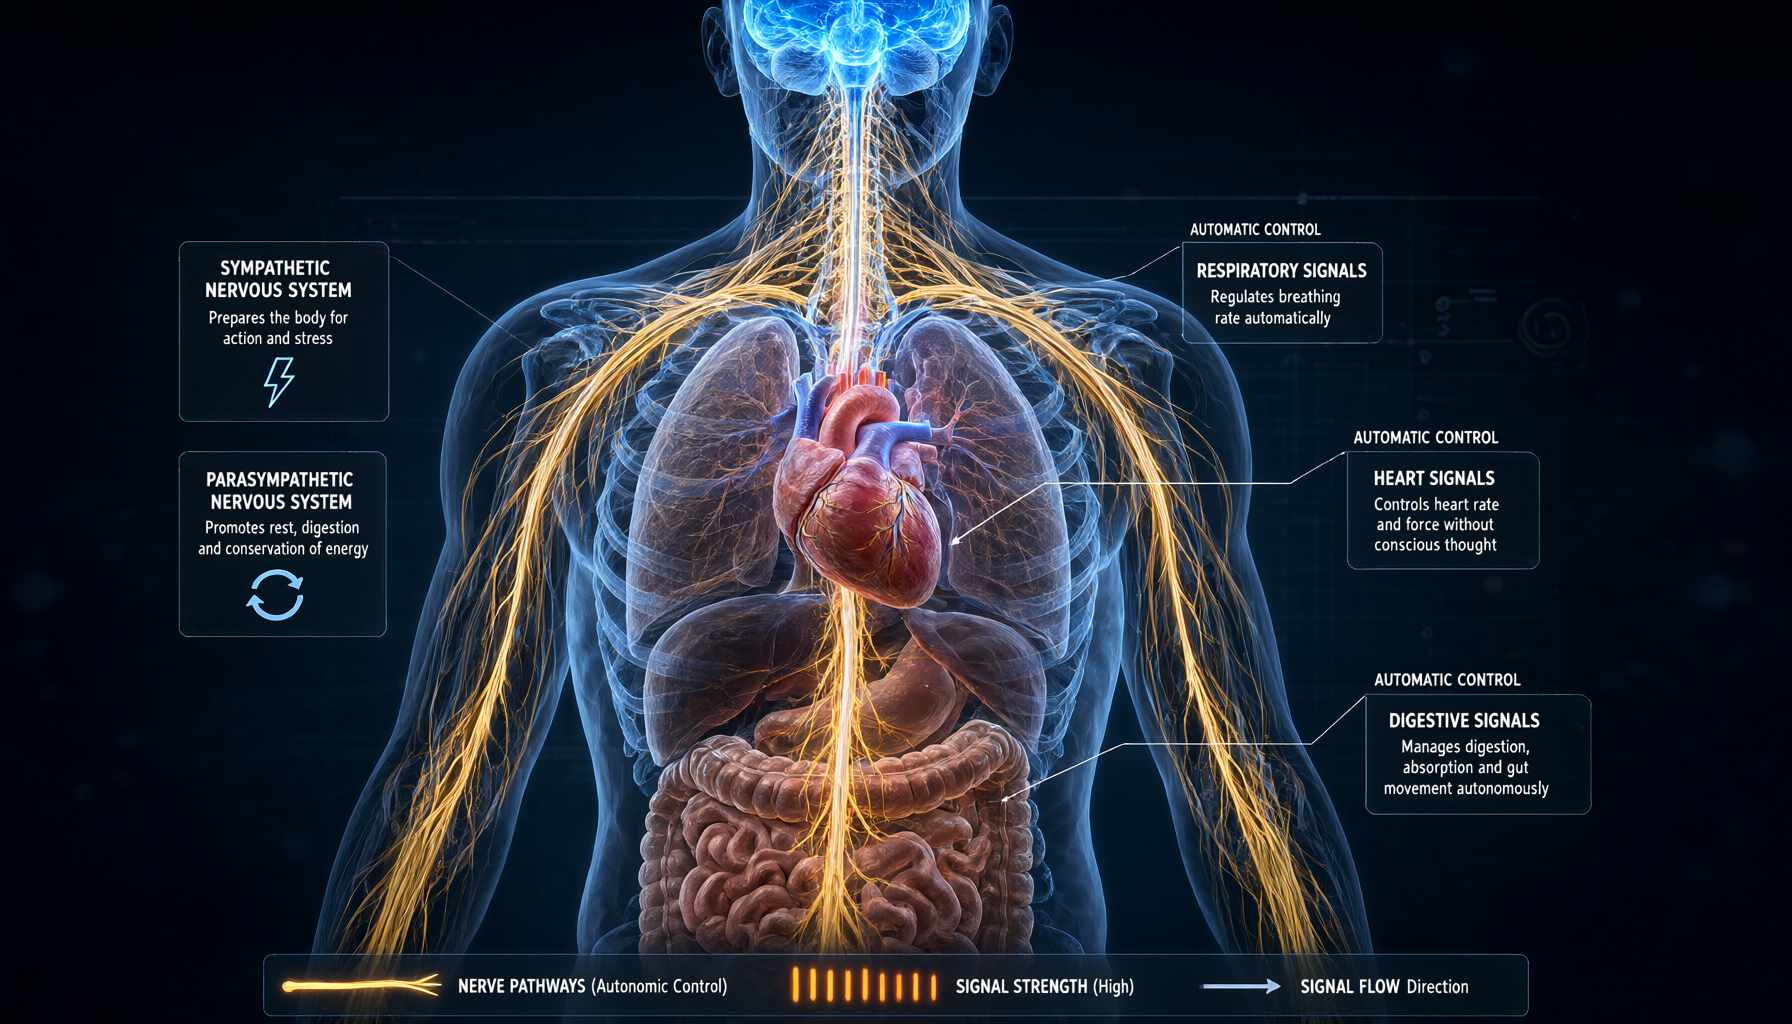 SYMPATHETIC
NERVOUS SYSTEM
Prepares the body for
action and stress
PARASYMPATHETIC
NERVOUS SYSTEM
Promotes rest, digestion
and conservation of energy
AUTOMATIC CONTROL
RESPIRATORY SIGNALS
Regulates breathing
rate automatically
AUTOMATIC CONTROL
HEART SIGNALS
Controls heart rate
and force without
conscious thought
AUTOMATIC CONTROL
DIGESTIVE SIGNALS
Manages digestion,
absorption and gut
movement autonomously
NERVE PATHWAYS (Autonomic Control)
SIGNAL STRENGTH (High)
SIGNAL FLOW Direction